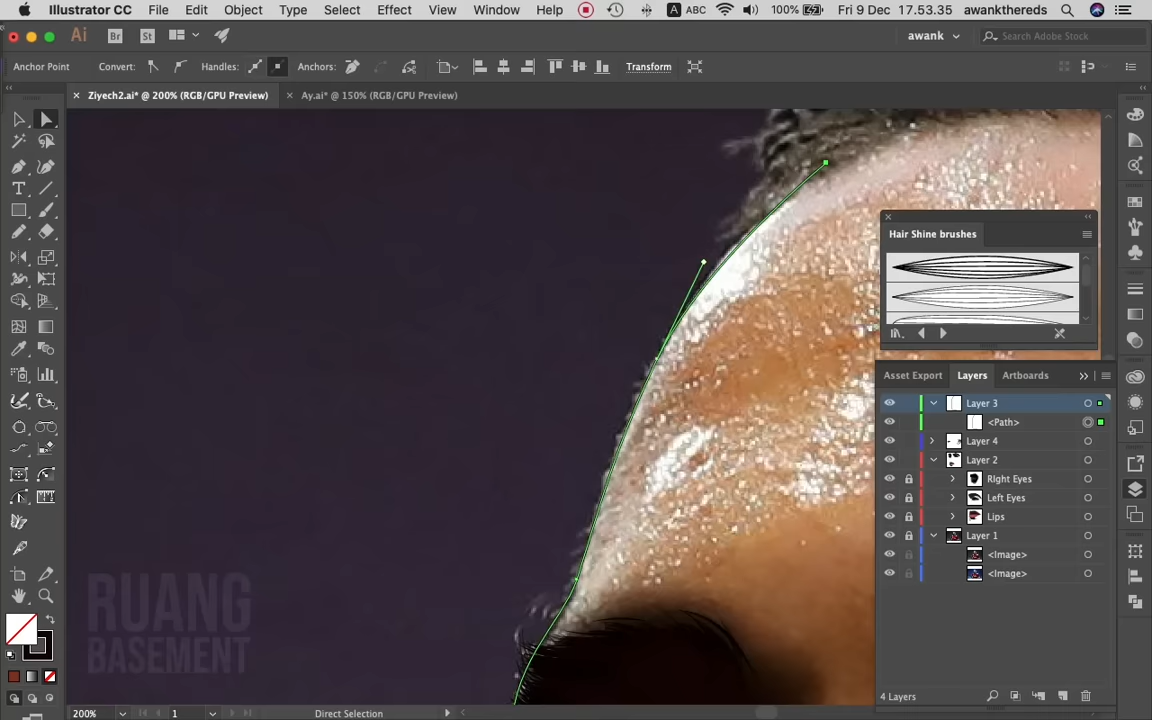 Illustrator CC File Edit Object Type Select Effect View Window Help A ABC 100% Fri 9 Dec 17.53.35 awankthereds
Ai Br St awank Search Adobe Stock
Anchor Point Convert: Handles: Anchors: Transform
Ziyech2.ai* @ 200% (RGB/GPU Preview) Ay.ai* @ 150% (RGB/GPU Preview)
Hair Shine brushes
Asset Export Layers Artboards
Layer 3
<Path>
Layer 4
Layer 2
RIght Eyes
Left Eyes
Lips
Layer 1
<Image>
<Image>
RUANG
BASEMENT
4 Layers
200% 1 Direct Selection